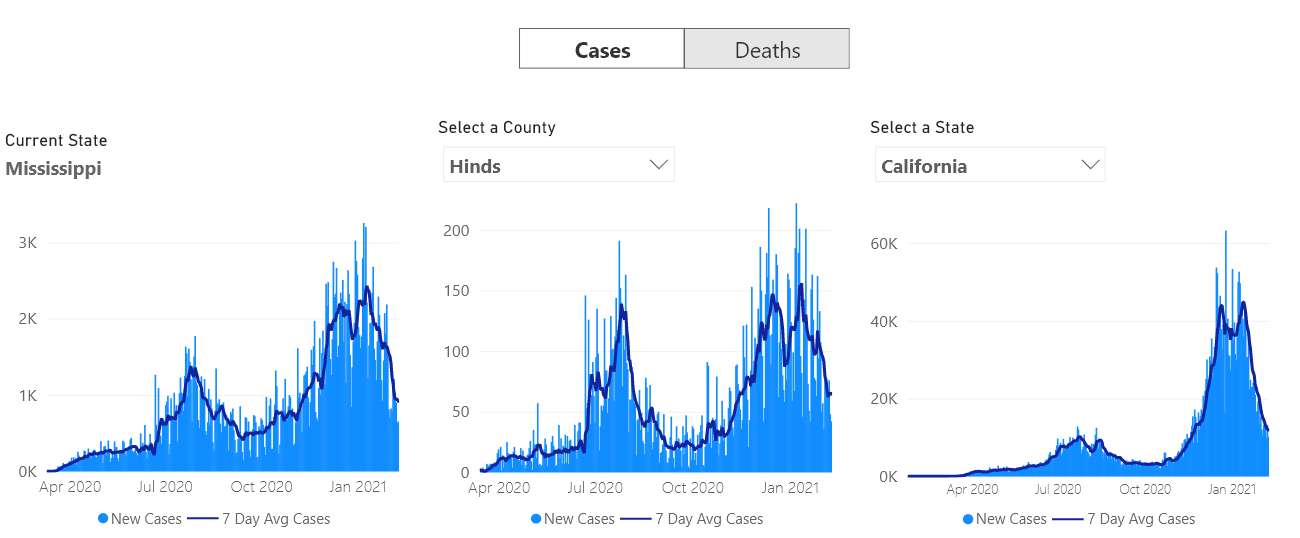 Cases
Deaths
Current State
Mississippi
3K
2K
1K
0K
Apr 2020
Jul 2020
Oct 2020
Jan 2021
New Cases
7 Day Avg Cases
Select a County
Hinds
200
150
100
50
0
Apr 2020
Jul 2020
Oct 2020
Jan 2021
New Cases
7 Day Avg Cases
Select a State
California
60K
40K
20K
0K
Apr 2020
Jul 2020
Oct 2020
Jan 2021
New Cases
7 Day Avg Cases